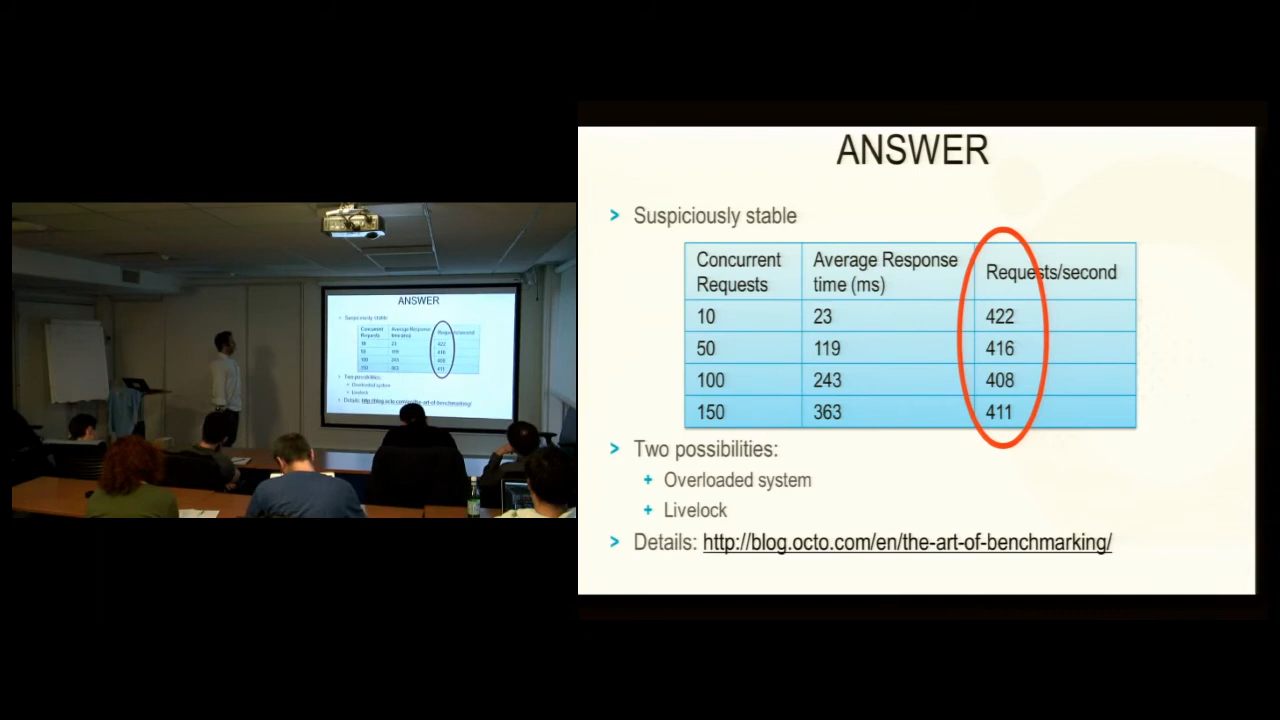 ANSWER
> Suspiciously stable
Concurrent Requests Average Response time (ms) Requests/second
10 23 422
50 119 416
100 243 408
150 363 411
> Two possibilities:
+ Overloaded system
+ Livelock
> Details: http://blog.octo.com/en/the-art-of-benchmarking/